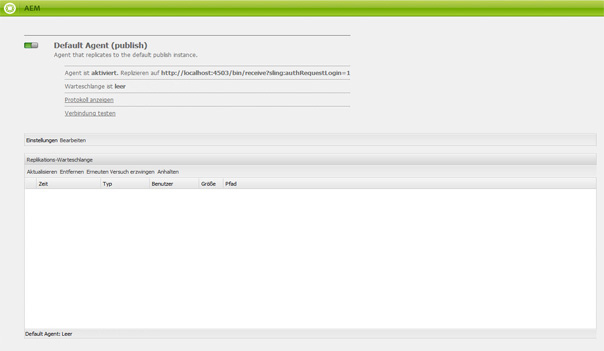 AEM
Default Agent (publish)
Agent that replicates to the default publish instance.
Agent ist aktiviert. Replizieren auf http://localhost:4503/bin/receive?sling:authRequestLogin=1
Warteschlange ist leer
Protokoll anzeigen
Verbindung testen
Einstellungen Bearbeiten
Replikations-Warteschlange
Aktualisieren Entfernen Erneuten Versuch erzwingen Anhalten
Zeit Typ Benutzer Größe Pfad
Default Agent: Leer